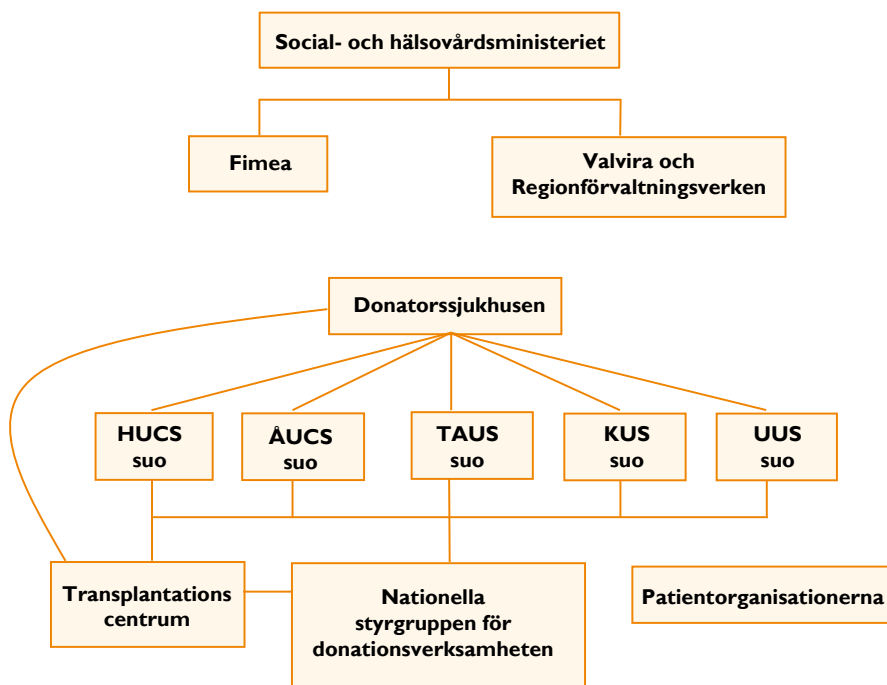 Social- och hälsovårdsministeriet
Fimea
Valvira och
Regionförvaltningsverken
Donatorssjukhusen
HUCS
suo
ÅUCS
suo
TAUS
suo
KUS
suo
UUS
suo
Transplantations
centrum
Nationella
styrgruppen för
donationsverksamheten
Patientorganisationerna